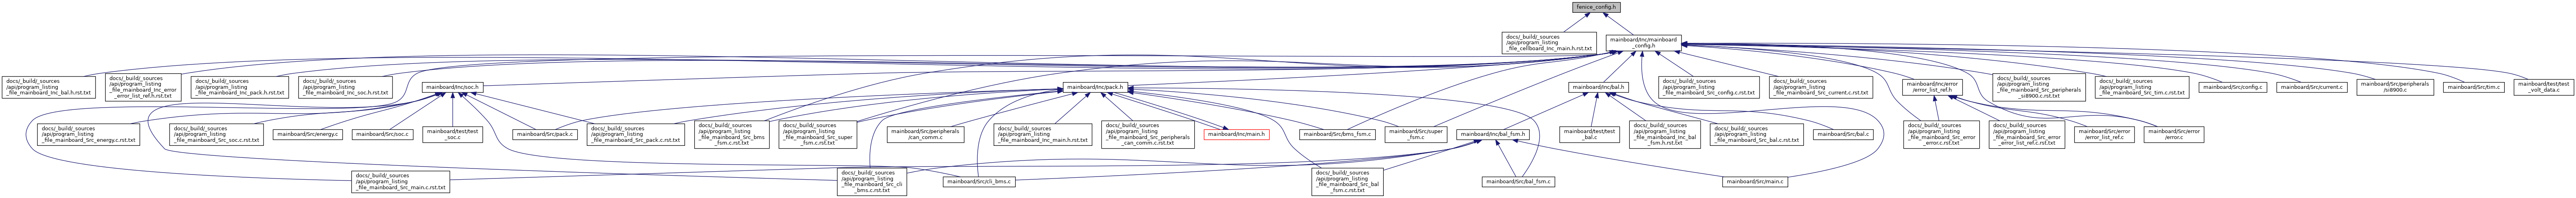 fenice_config.h
docs/_build/_sources
/api/program_listing
_file_cellboard_Inc_main.h.rst.txt
mainboard/Inc/mainboard
_config.h
docs/_build/_sources
/api/program_listing
_file_mainboard_Inc_bal.h.rst.txt
docs/_build/_sources
/api/program_listing
_file_mainboard_Inc_error
_error_list_ref.h.rst.txt
docs/_build/_sources
/api/program_listing
_file_mainboard_Inc_pack.h.rst.txt
docs/_build/_sources
/api/program_listing
_file_mainboard_Inc_soc.h.rst.txt
mainboard/Inc/soc.h
mainboard/Inc/pack.h
mainboard/Inc/bal.h
docs/_build/_sources
/api/program_listing
_file_mainboard_Src_config.c.rst.txt
docs/_build/_sources
/api/program_listing
_file_mainboard_Src_current.c.rst.txt
mainboard/Inc/error
/error_list_ref.h
docs/_build/_sources
/api/program_listing
_file_mainboard_Src_peripherals
_si8900.c.rst.txt
docs/_build/_sources
/api/program_listing
_file_mainboard_Src_tim.c.rst.txt
mainboard/Src/config.c
mainboard/Src/current.c
mainboard/Src/peripherals
/si8900.c
mainboard/Src/tim.c
mainboard/test/test
_volt_data.c
docs/_build/_sources
/api/program_listing
_file_mainboard_Src_energy.c.rst.txt
docs/_build/_sources
/api/program_listing
_file_mainboard_Src_soc.c.rst.txt
mainboard/Src/energy.c
mainboard/Src/soc.c
mainboard/test/test
_soc.c
mainboard/Src/pack.c
docs/_build/_sources
/api/program_listing
_file_mainboard_Src_pack.c.rst.txt
docs/_build/_sources
/api/program_listing
_file_mainboard_Src_bms
_fsm.c.rst.txt
docs/_build/_sources
/api/program_listing
_file_mainboard_Src_super
_fsm.c.rst.txt
mainboard/Src/peripherals
/can_comm.c
docs/_build/_sources
/api/program_listing
_file_mainboard_Inc_main.h.rst.txt
docs/_build/_sources
/api/program_listing
_file_mainboard_Src_peripherals
_can_comm.c.rst.txt
mainboard/Inc/main.h
mainboard/Src/bms_fsm.c
mainboard/Src/super
_fsm.c
mainboard/Inc/bal_fsm.h
mainboard/test/test
_bal.c
docs/_build/_sources
/api/program_listing
_file_mainboard_Inc_bal
_fsm.h.rst.txt
docs/_build/_sources
/api/program_listing
_file_mainboard_Src_bal.c.rst.txt
mainboard/Src/bal.c
docs/_build/_sources
/api/program_listing
_file_mainboard_Src_error
_error.c.rst.txt
docs/_build/_sources
/api/program_listing
_file_mainboard_Src_error
_error_list_ref.c.rst.txt
mainboard/Src/error
/error_list_ref.c
mainboard/Src/error
/error.c
docs/_build/_sources
/api/program_listing
_file_mainboard_Src_main.c.rst.txt
docs/_build/_sources
/api/program_listing
_file_mainboard_Src_cli
_bms.c.rst.txt
mainboard/Src/cli_bms.c
docs/_build/_sources
/api/program_listing
_file_mainboard_Src_bal
_fsm.c.rst.txt
mainboard/Src/bal_fsm.c
mainboard/Src/main.c